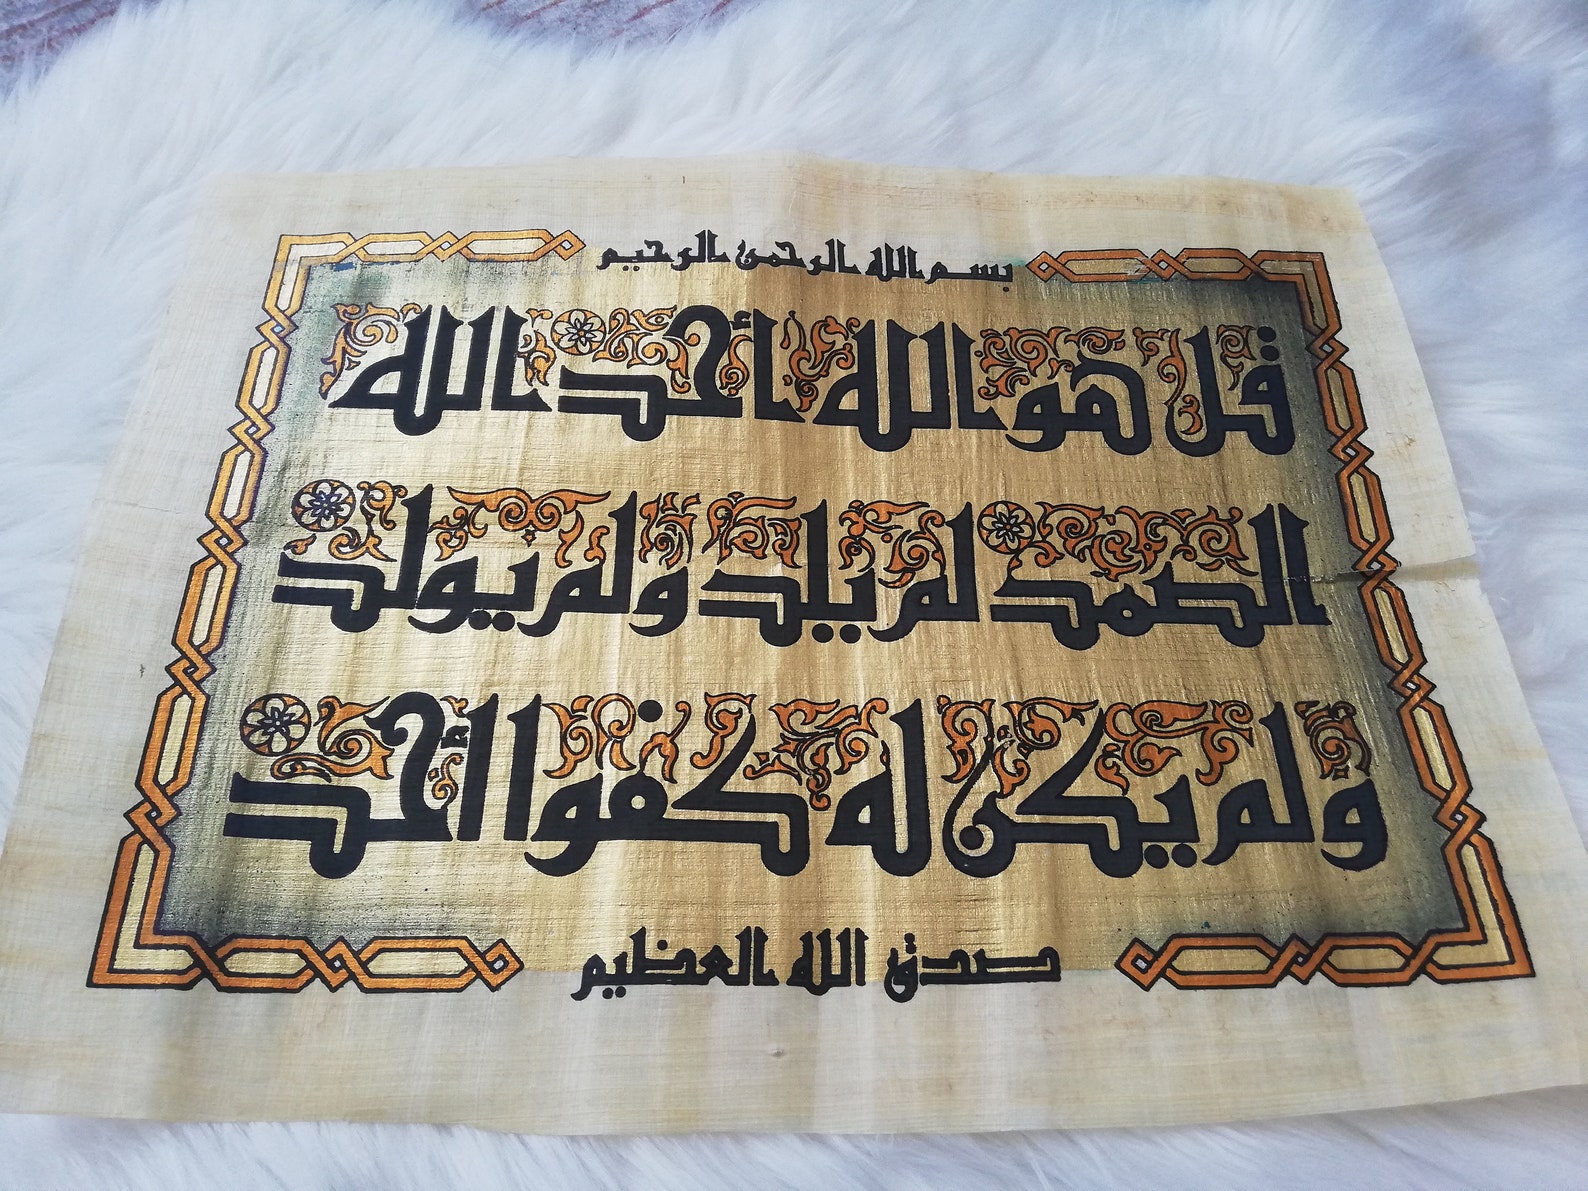 بسم الله الرحمن الرحيم
قل هو الله أحد الله
الصمد لم يلد ولم يولد
ولم يكن له كفوا أحد
صدق الله العظيم